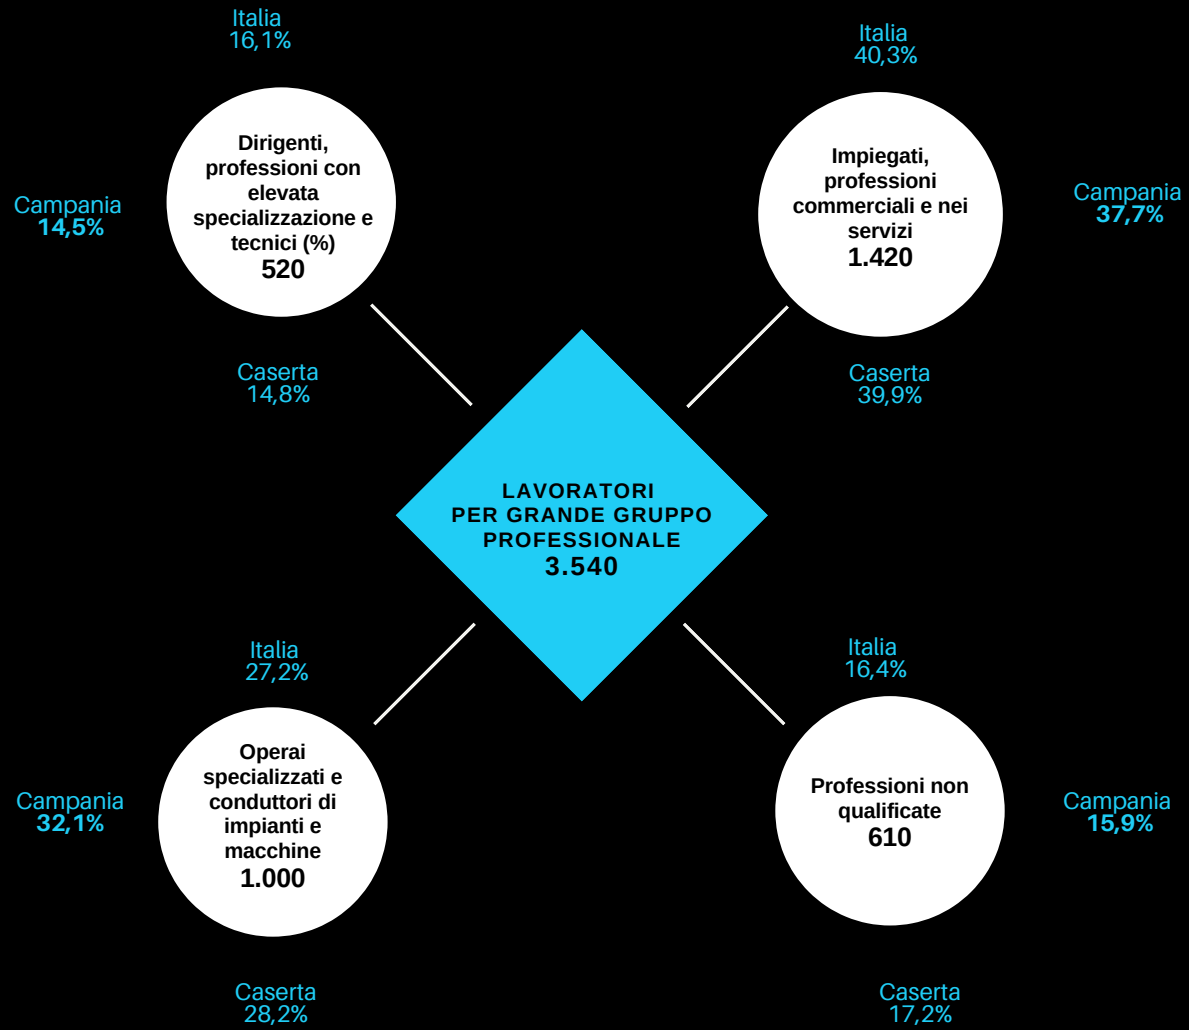 Italia
16,1%
Dirigenti,
professioni con
elevata
specializzazione e
tecnici (%)
520
Campania
14,5%
Caserta
14,8%
Italia
40,3%
Impiegati,
professioni
commerciali e nei
servizi
1.420
Campania
37,7%
Caserta
39,9%
LAVORATORI
PER GRANDE GRUPPO
PROFESSIONALE
3.540
Italia
27,2%
Operai
specializzati e
conduttori di
impianti e
macchine
1.000
Campania
32,1%
Caserta
28,2%
Italia
16,4%
Professioni non
qualificate
610
Campania
15,9%
Caserta
17,2%